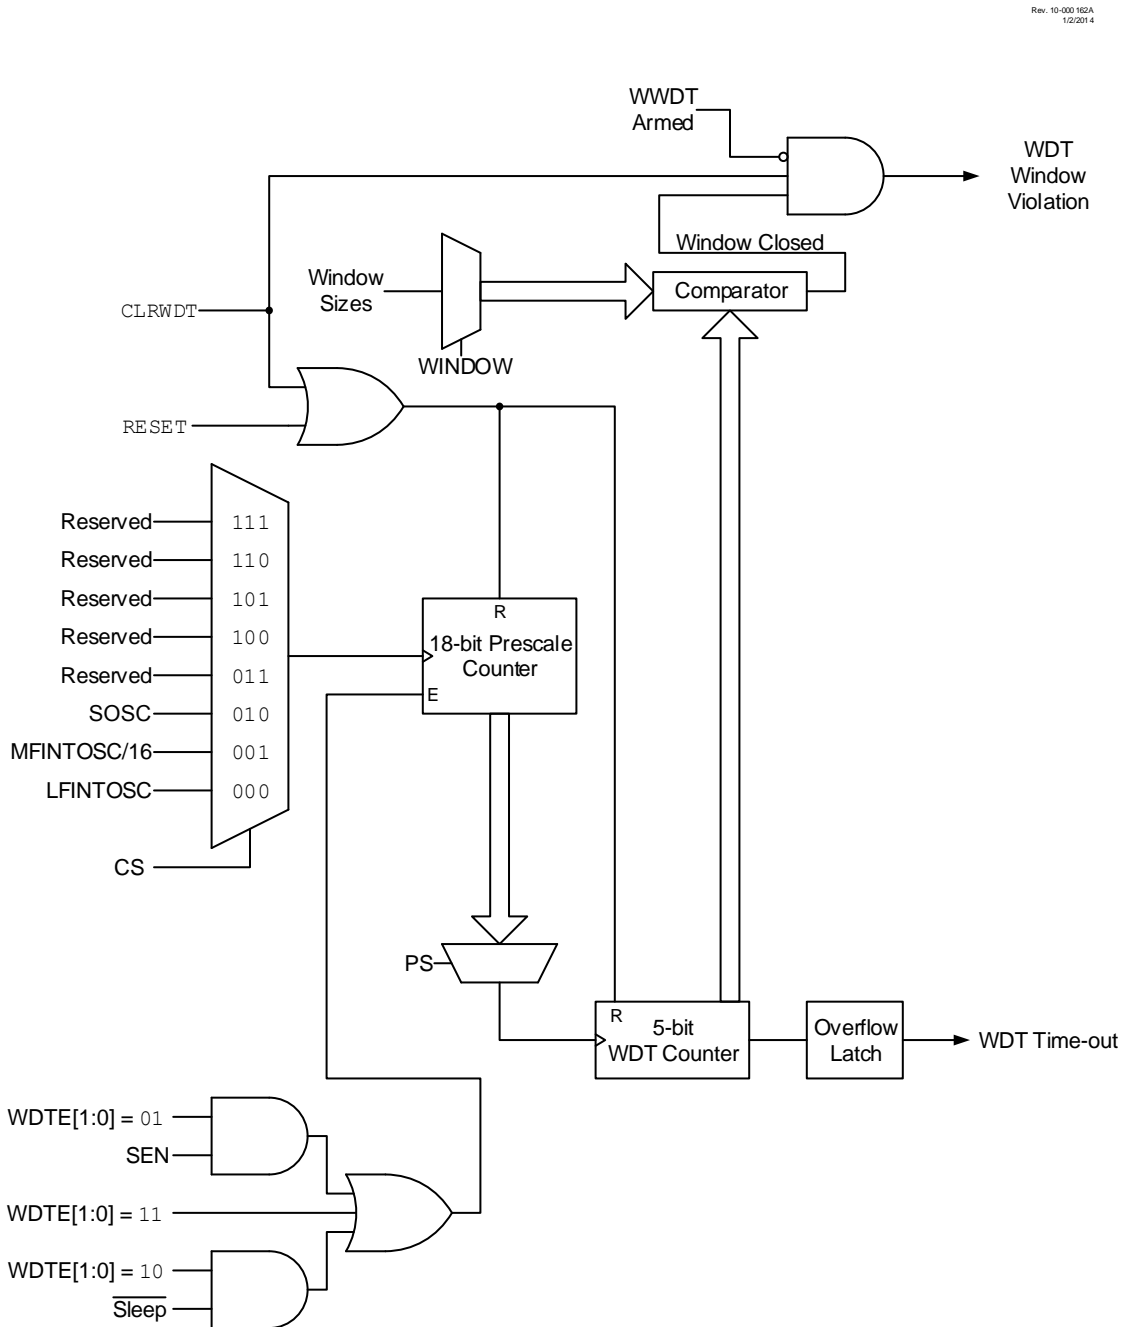 Rev. 10-000162A
1/2/2014
WWDT
Armed
WDT
Window
Violation
Window Closed
Window
Sizes
Comparator
CLRWDT
WINDOW
RESET
Reserved 111
Reserved 110
Reserved 101
Reserved 100
Reserved 011
SOSC 010
MFINTOSC/16 001
LFINTOSC 000
CS
R
18-bit Prescale
Counter
E
PS
R
5-bit
WDT Counter
Overflow
Latch
WDT Time-out
WDTE[1:0] = 01
SEN
WDTE[1:0] = 11
WDTE[1:0] = 10
Sleep